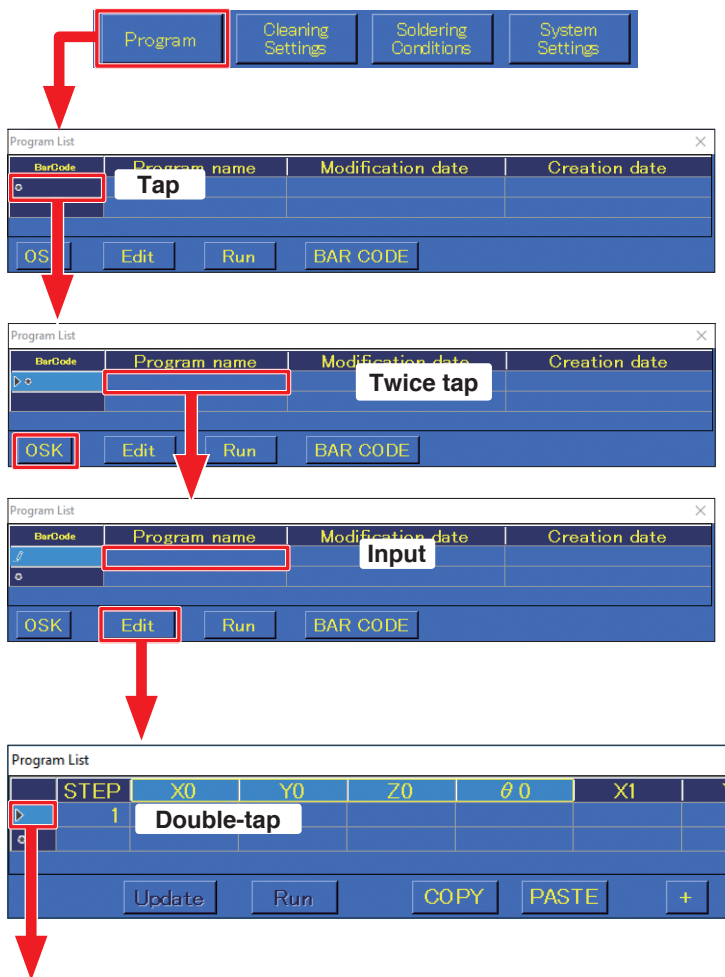 Program
Cleaning Settings
Soldering Conditions
System Settings
Program List
BarCode Program name Modification date Creation date
Tap
Edit Run BAR CODE
Program List
BarCode Program name Modification date Creation date
Twice tap
OSK Edit Run BAR CODE
Program List
BarCode Program name Modification date Creation date
Input
OSK Edit Run BAR CODE
Program List
STEP X0 Y0 Z0 θ0 X1
1 Double-tap
Update Run COPY PASTE +